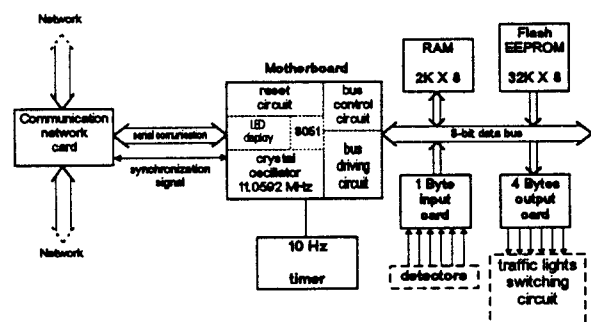 Network
Communication
network
card
Network
serial comunication
synchronization
signal
Motherboard
reset
circuit
bus
control
circuit
LED
display
8051
crystal
oscillator
11.0592 MHz
bus
driving
circuit
10 Hz
timer
RAM
2K X 8
Flash
EEPROM
32K X 8
8-bit data bus
1 Byte
input
card
4 Bytes
output
card
detectors
traffic lights
switching
circuit